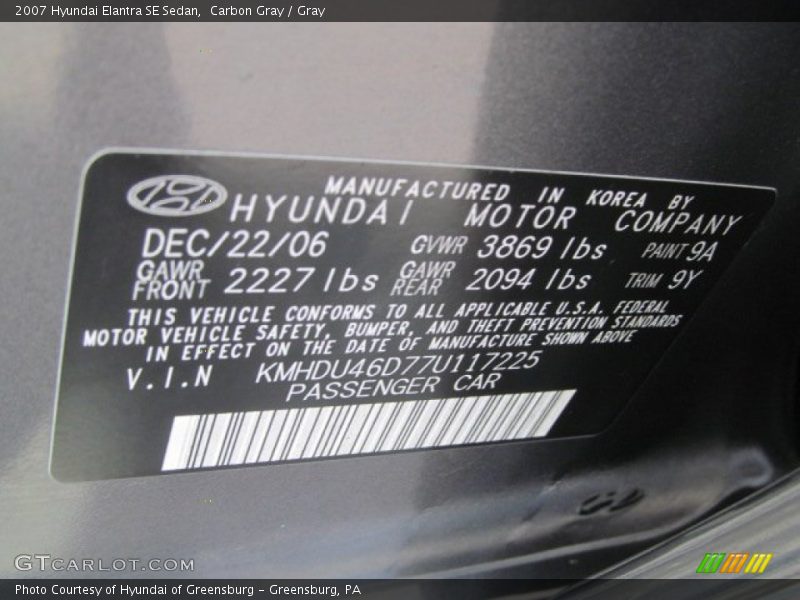 2007 Hyundai Elantra SE Sedan,  Carbon Gray / Gray
MANUFACTURED IN KOREA BY
HYUNDAI MOTOR COMPANY
DEC/22/06 GVWR 3869 lbs PAINT 9A
GAWR FRONT 2227 lbs GAWR REAR 2094 lbs TRIM 9Y
THIS VEHICLE CONFORMS TO ALL APPLICABLE U.S.A. FEDERAL
MOTOR VEHICLE SAFETY, BUMPER, AND THEFT PREVENTION STANDARDS
IN EFFECT ON THE DATE OF MANUFACTURE SHOWN ABOVE
V.I.N KMHDU46D77U117225
PASSENGER CAR
GTCARLOT.COM
Photo Courtesy of Hyundai of Greensburg - Greensburg, PA